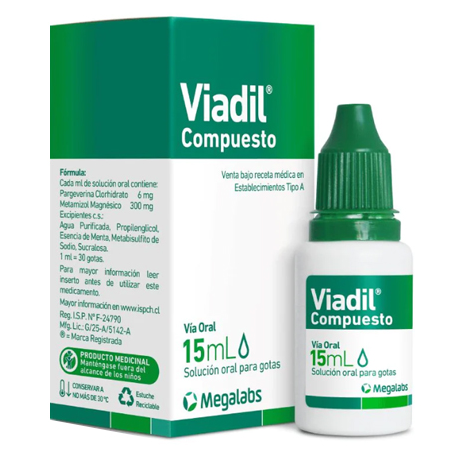 Viadil®
Compuesto
Venta bajo receta médica en
Establecimientos Tipo A
Fórmula:
Cada ml de solución oral contiene:
Pargeverina Clorhidrato 6 mg
Metamizol Magnésico 300 mg
Excipientes c.s.:
Agua Purificada, Propilenglicol,
Esencia de Menta, Metabisulfito de
Sodio, Sucralosa.
1 ml = 30 gotas.
Para mayor información leer
inserto antes de utilizar este
medicamento.
Mayor información en www.ispch.cl
Reg. I.S.P. N° F-24790
Mfg. Lic.: G/25-A/5142-A
® = Marca Registrada
PRODUCTO MEDICINAL
Manténgase fuera del
alcance de los niños
CONSERVAR A
NO MÁS DE 30 °C
Estuche
Reciclable
Vía Oral
15mL
Solución oral para gotas
Megalabs
Viadil®
Compuesto
Vía Oral
15mL
Solución oral para gotas
Megalabs